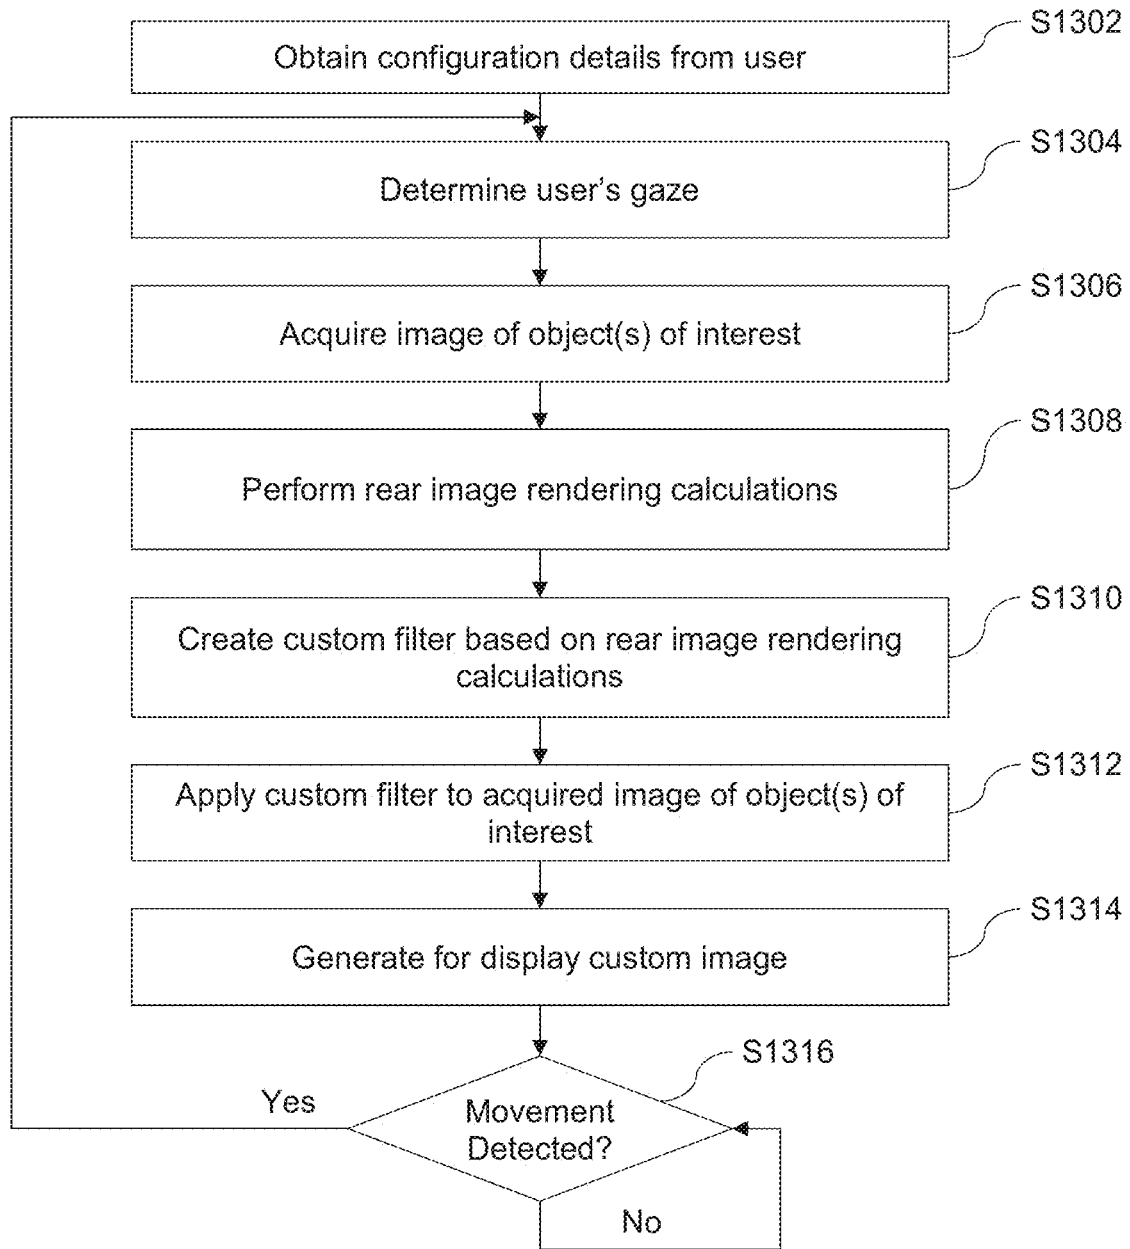 S1302
Obtain configuration details from user
S1304
Determine user's gaze
S1306
Acquire image of object(s) of interest
S1308
Perform rear image rendering calculations
S1310
Create custom filter based on rear image rendering
calculations
S1312
Apply custom filter to acquired image of object(s) of
interest
S1314
Generate for display custom image
S1316
Yes
Movement
Detected?
No